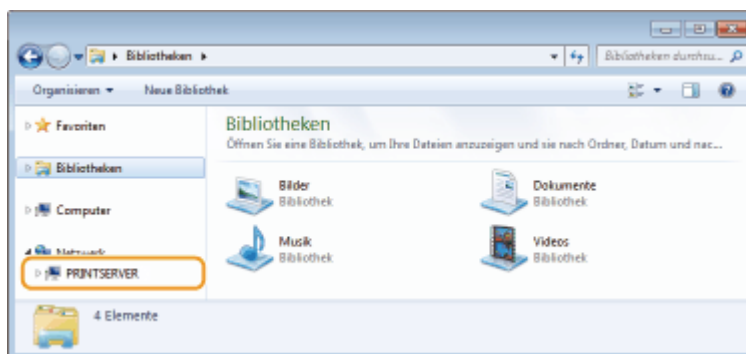 Bibliotheken
Bibliotheken durchsu...
Organisieren Neue Bibliothek
Favoriten
Bibliotheken
Computer
Netzwerk
PRINTSERVER
Bibliotheken
Öffnen Sie eine Bibliothek, um Ihre Dateien anzuzeigen und sie nach Ordner, Datum und nac...
Bilder
Bibliothek
Dokumente
Bibliothek
Musik
Bibliothek
Videos
Bibliothek
4 Elemente